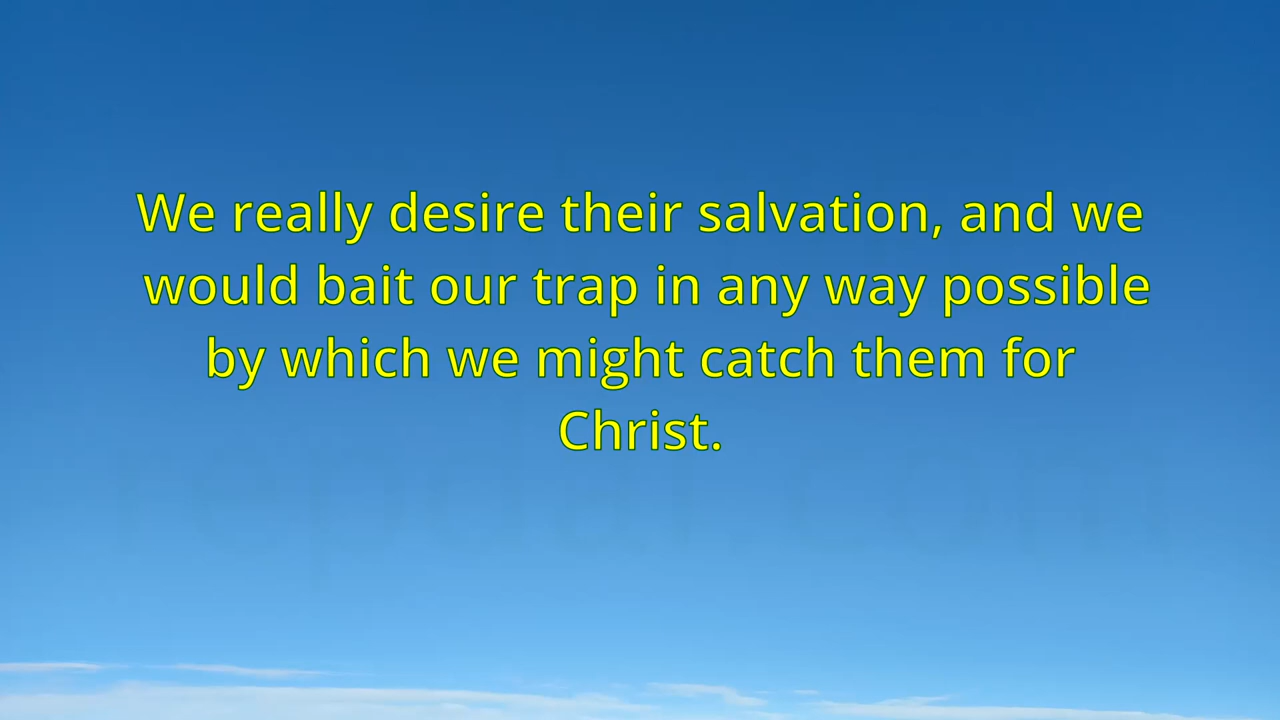 We really desire their salvation, and we
would bait our trap in any way possible
by which we might catch them for
Christ.